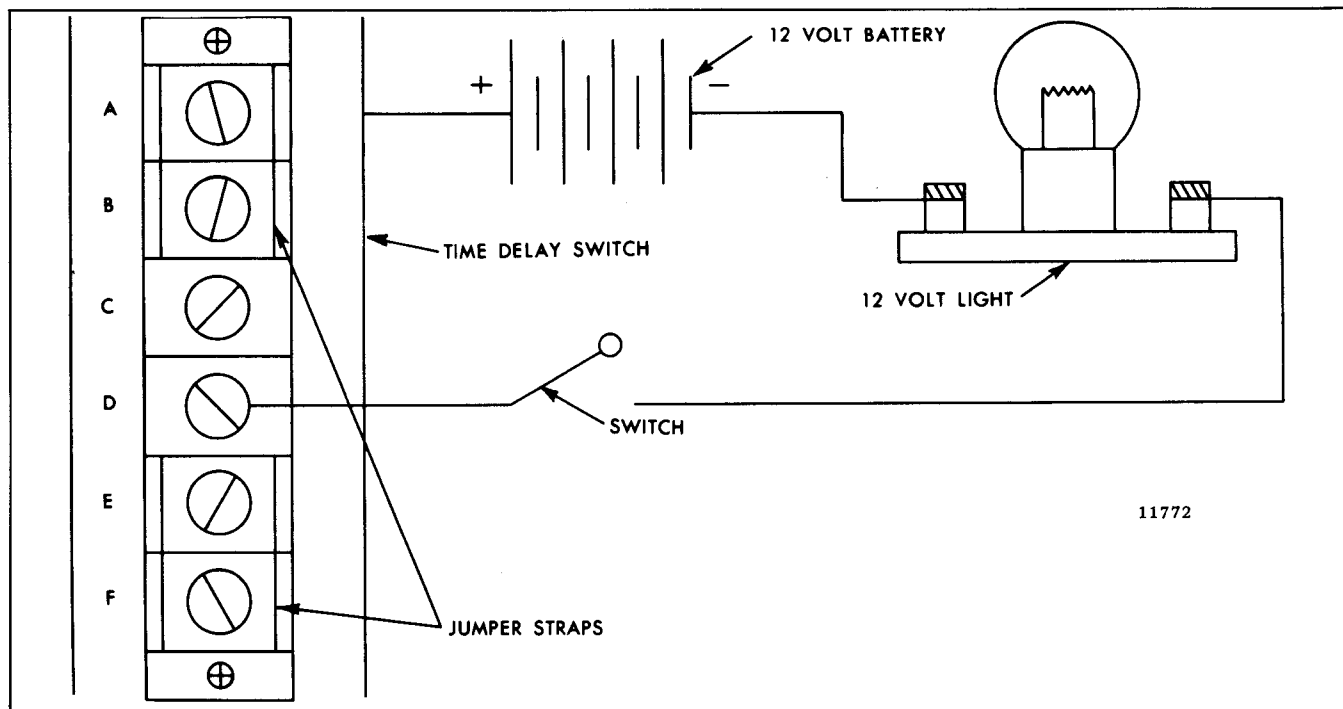 12 VOLT BATTERY
+ −
A
B
TIME DELAY SWITCH
12 VOLT LIGHT
C
D
SWITCH
E
11772
F
JUMPER STRAPS